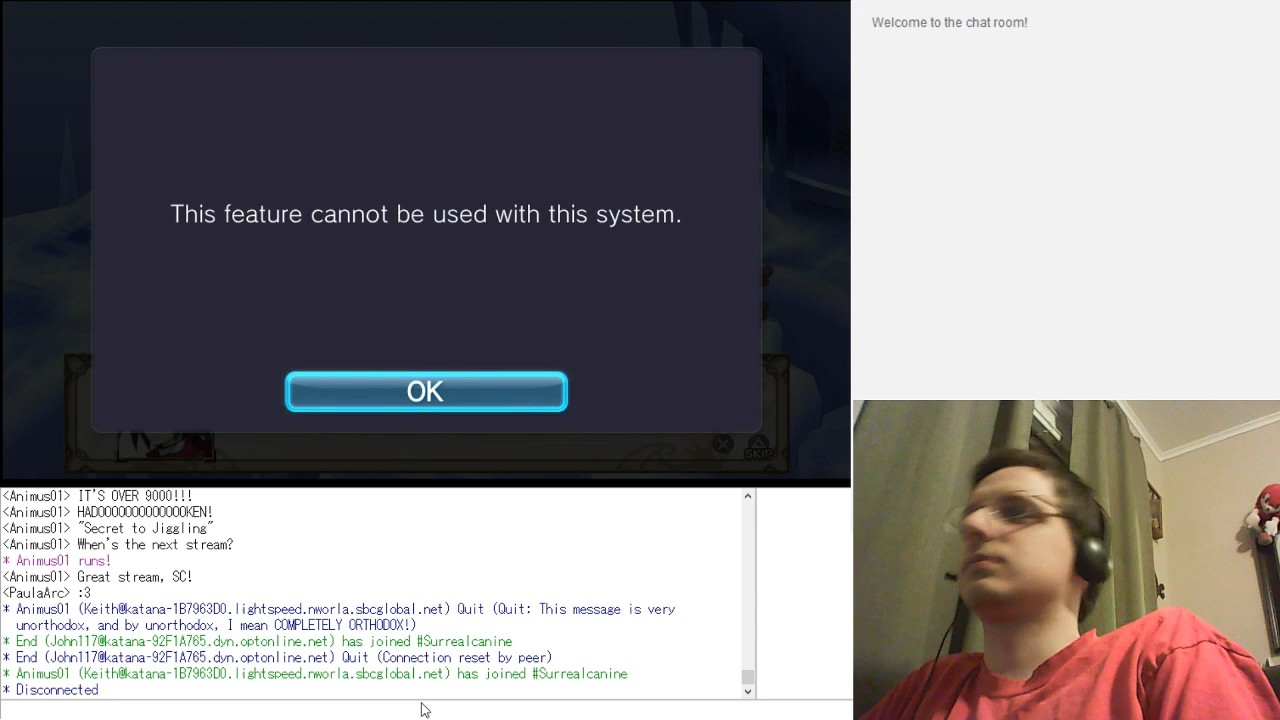 Welcome to the chat room!
This feature cannot be used with this system.
OK
SKIP
<Animus01> IT'S OVER 9000!!!
<Animus01> HADOOOOOOOOOOOOOKEN!
<Animus01> "Secret to Jiggling"
<Animus01> When's the next stream?
* Animus01 runs!
<Animus01> Great stream, SC!
<PaulaArc> :3
* Animus01 (Keith@katana-1B7963D0.lightspeed.nworla.sbcglobal.net) Quit (Quit: This message is very
unorthodox, and by unorthodox, I mean COMPLETELY ORTHODOX!)
* End (John117@katana-92F1A765.dyn.optonline.net) has joined #Surrealcanine
* End (John117@katana-92F1A765.dyn.optonline.net) Quit (Connection reset by peer)
* Animus01 (Keith@katana-1B7963D0.lightspeed.nworla.sbcglobal.net) has joined #Surrealcanine
* Disconnected